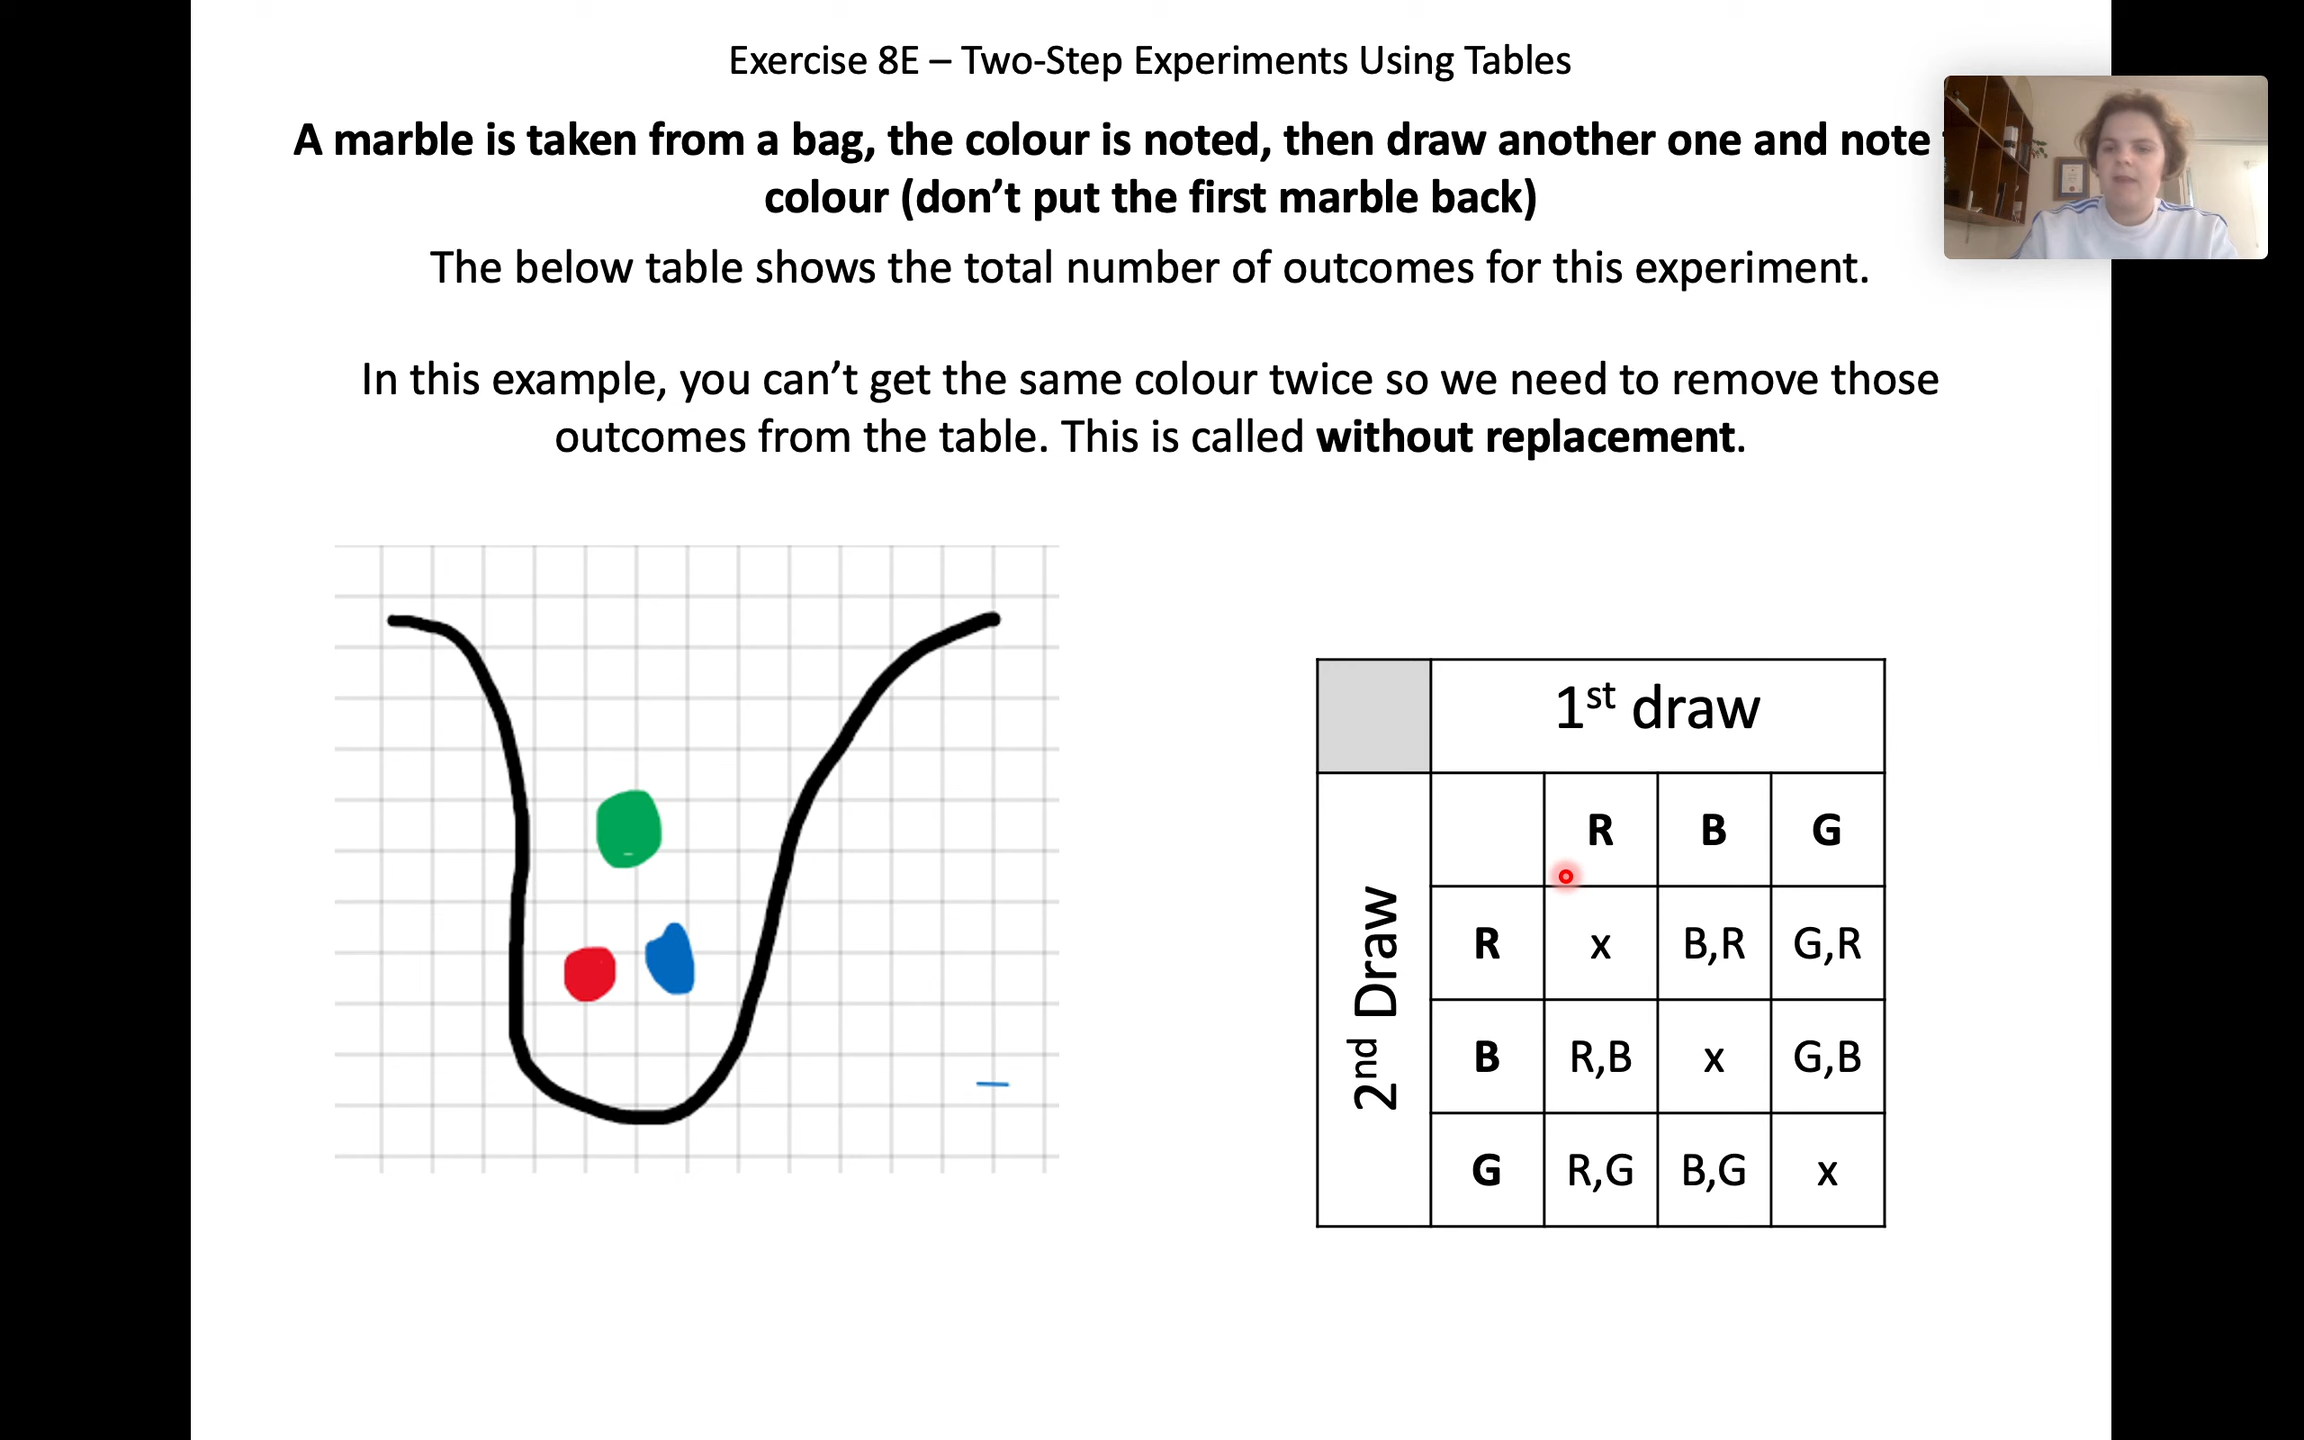 Exercise 8E – Two-Step Experiments Using Tables
A marble is taken from a bag, the colour is noted, then draw another one and note
colour (don’t put the first marble back)
The below table shows the total number of outcomes for this experiment.
In this example, you can’t get the same colour twice so we need to remove those
outcomes from the table. This is called without replacement.
1st draw
2nd Draw
R B G
R x B,R G,R
B R,B x G,B
G R,G B,G x